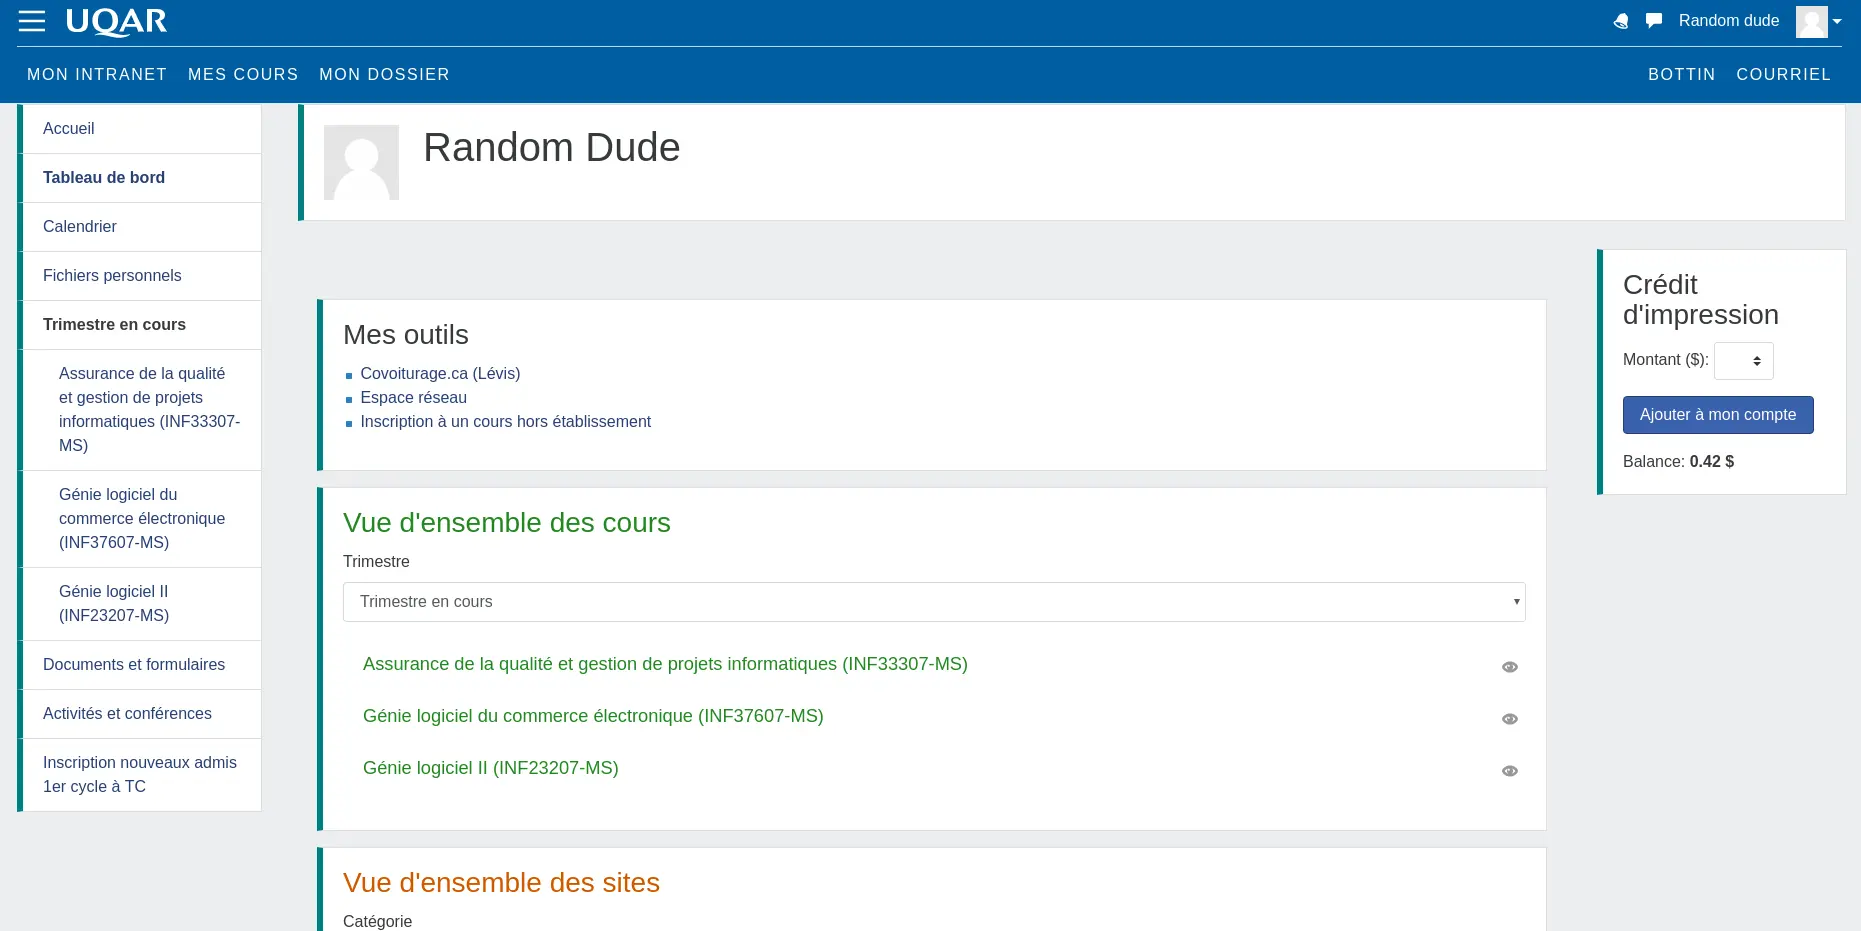 UQAR
Random dude
MON INTRANET MES COURS MON DOSSIER
BOTTIN COURRIEL
Accueil
Tableau de bord
Calendrier
Fichiers personnels
Trimestre en cours
Assurance de la qualité
et gestion de projets
informatiques (INF33307-
MS)
Génie logiciel du
commerce électronique
(INF37607-MS)
Génie logiciel II
(INF23207-MS)
Documents et formulaires
Activités et conférences
Inscription nouveaux admis
1er cycle à TC
Random Dude
Mes outils
Covoiturage.ca (Lévis)
Espace réseau
Inscription à un cours hors établissement
Vue d'ensemble des cours
Trimestre
Trimestre en cours
Assurance de la qualité et gestion de projets informatiques (INF33307-MS)
Génie logiciel du commerce électronique (INF37607-MS)
Génie logiciel II (INF23207-MS)
Vue d'ensemble des sites
Catégorie
Crédit
d'impression
Montant ($):
Ajouter à mon compte
Balance: 0.42 $